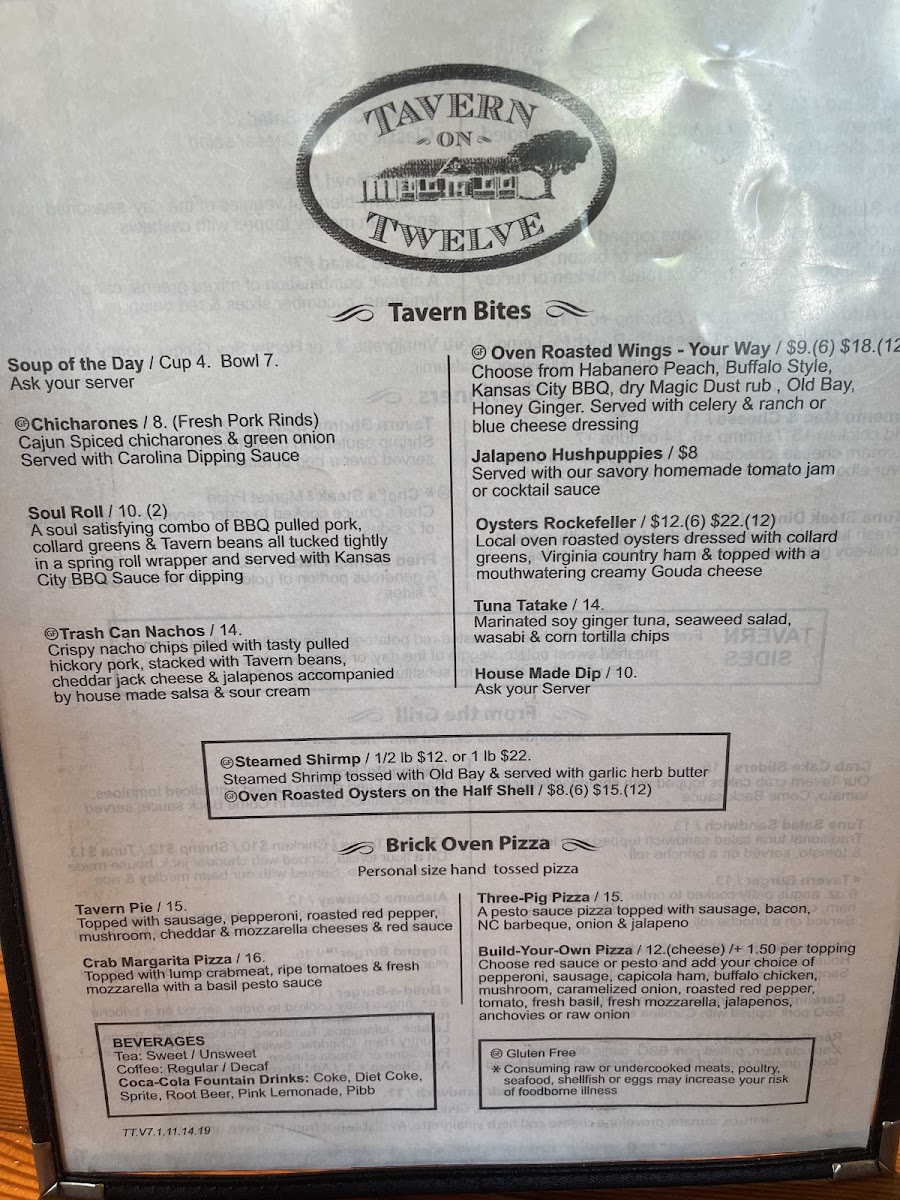 TAVERN
ON
TWELVE
Tavern Bites
Soup of the Day / Cup 4. Bowl 7.
Ask your server
GF Chicharones / 8. (Fresh Pork Rinds)
Cajun Spiced chicharones & green onion
Served with Carolina Dipping Sauce
Soul Roll / 10. (2)
A soul satisfying combo of BBQ pulled pork,
collard greens & Tavern beans all tucked tightly
in a spring roll wrapper and served with Kansas
City BBQ Sauce for dipping
GF Trash Can Nachos / 14.
Crispy nacho chips piled with tasty pulled
hickory pork, stacked with Tavern beans,
cheddar jack cheese & jalapenos accompanied
by house made salsa & sour cream
GF Oven Roasted Wings - Your Way / $9.(6) $18.(12
Choose from Habanero Peach, Buffalo Style,
Kansas City BBQ, dry Magic Dust rub , Old Bay,
Honey Ginger. Served with celery & ranch or
blue cheese dressing
Jalapeno Hushpuppies / $8
Served with our savory homemade tomato jam
or cocktail sauce
Oysters Rockefeller / $12.(6) $22.(12)
Local oven roasted oysters dressed with collard
greens, Virginia country ham & topped with a
mouthwatering creamy Gouda cheese
Tuna Tatake / 14.
Marinated soy ginger tuna, seaweed salad,
wasabi & corn tortilla chips
House Made Dip / 10.
Ask your Server
GF Steamed Shirmp / 1/2 lb $12. or 1 lb $22.
Steamed Shrimp tossed with Old Bay & served with garlic herb butter
GF Oven Roasted Oysters on the Half Shell / $8.(6) $15.(12)
Brick Oven Pizza
Personal size hand tossed pizza
Tavern Pie / 15.
Topped with sausage, pepperoni, roasted red pepper,
mushroom, cheddar & mozzarella cheeses & red sauce
Crab Margarita Pizza / 16.
Topped with lump crabmeat, ripe tomatoes & fresh
mozzarella with a basil pesto sauce
Three-Pig Pizza / 15.
A pesto sauce pizza topped with sausage, bacon,
NC barbeque, onion & jalapeno
Build-Your-Own Pizza / 12.(cheese) /+ 1.50 per topping
Choose red sauce or pesto and add your choice of
pepperoni, sausage, capicola ham, buffalo chicken,
mushroom, caramelized onion, roasted red pepper,
tomato, fresh basil, fresh mozzarella, jalapenos,
anchovies or raw onion
BEVERAGES
Tea: Sweet / Unsweet
Coffee: Regular / Decaf
Coca-Cola Fountain Drinks: Coke, Diet Coke,
Sprite, Root Beer, Pink Lemonade, Pibb
GF Gluten Free
* Consuming raw or undercooked meats, poultry,
seafood, shellfish or eggs may increase your risk
of foodborne illness
TT.V7.1.11.14.19